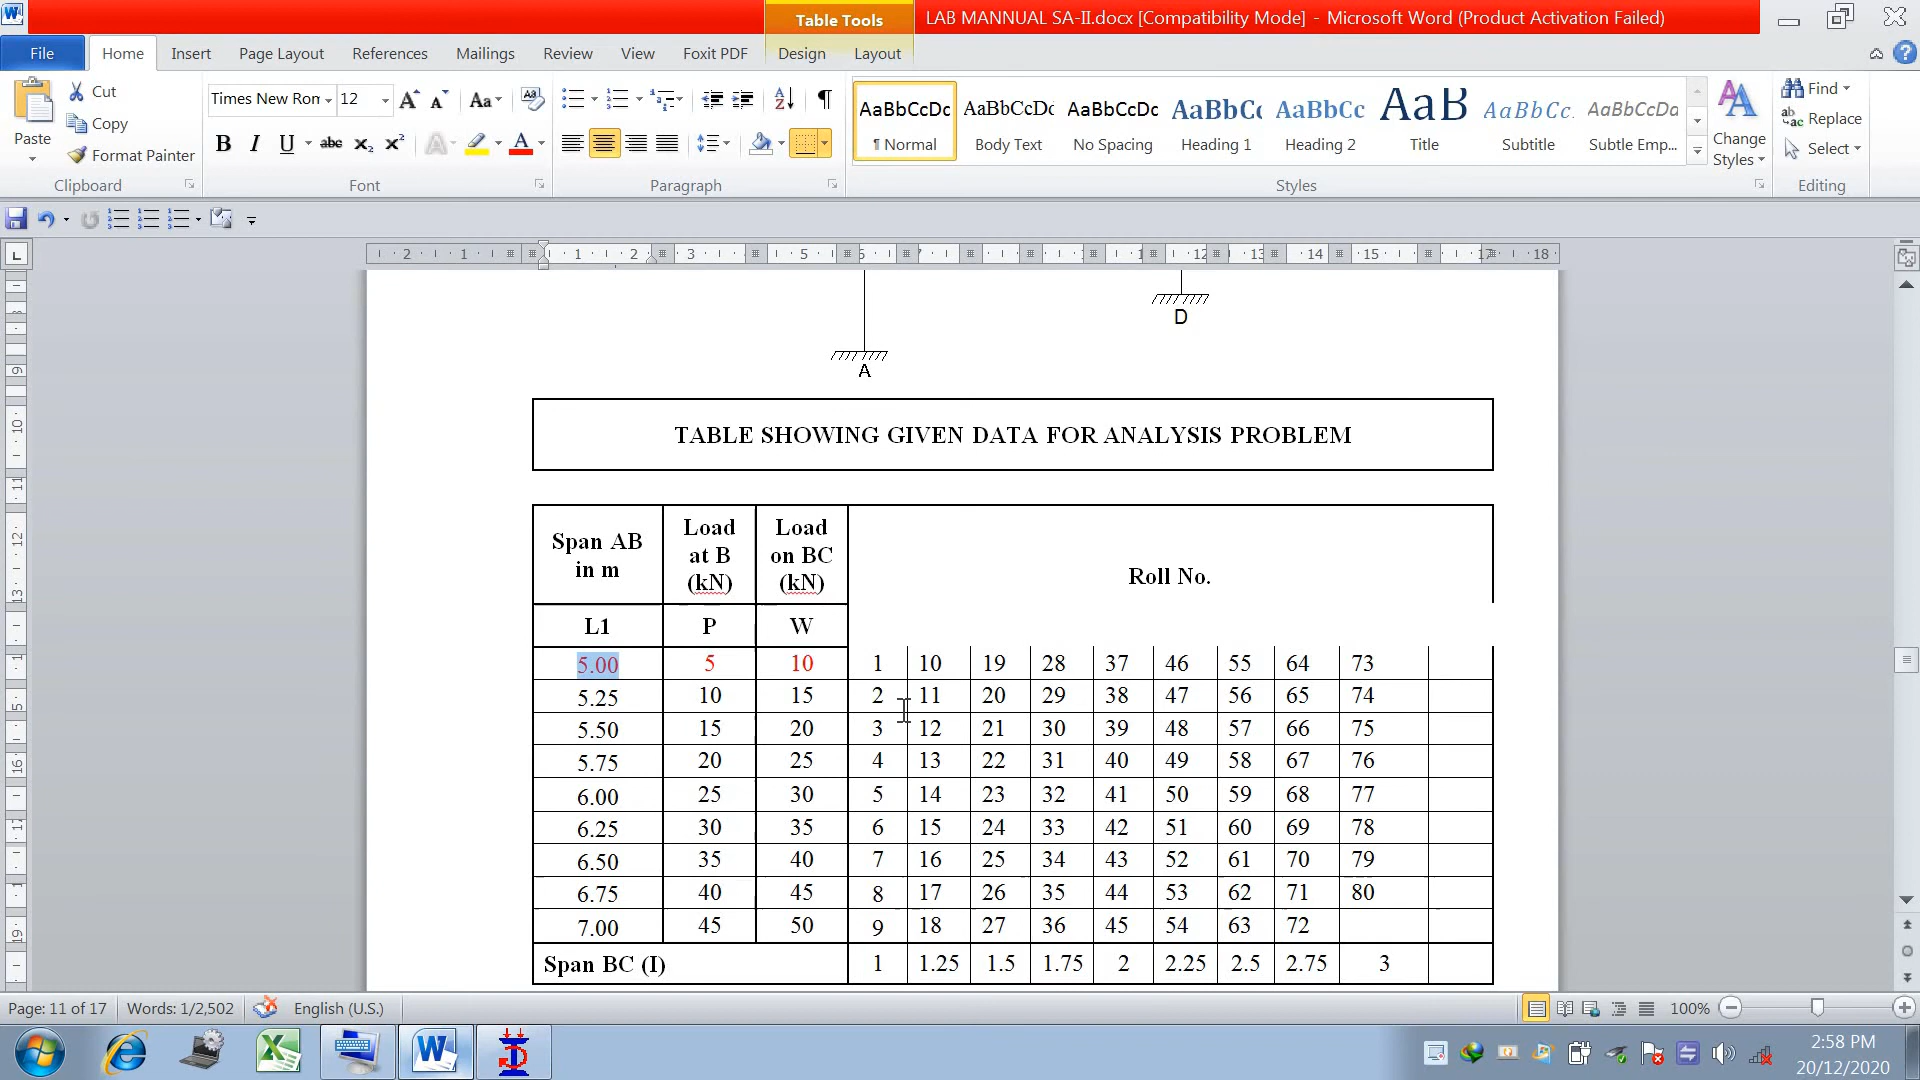 Table Tools
LAB MANNUAL SA-II.docx [Compatibility Mode] - Microsoft Word (Product Activation Failed)
File Home Insert Page Layout References Mailings Review View Foxit PDF Design Layout
Paste
Cut
Copy
Format Painter
Clipboard
Times New Ron 12
Font
Paragraph
AaBbCcDc AaBbCcDc AaBbCcDc AaBbC AaBbCc AaB AaBbCc. AaBbCcDa
¶ Normal Body Text No Spacing Heading 1 Heading 2 Title Subtitle Subtle Emp...
Styles
Change Styles
Find
Replace
Select
Editing
D
A
TABLE SHOWING GIVEN DATA FOR ANALYSIS PROBLEM
Span AB in m Load at B (kN) Load on BC (kN) Roll No.
L1 P W
5.00 5 10 1 10 19 28 37 46 55 64 73
5.25 10 15 2 11 20 29 38 47 56 65 74
5.50 15 20 3 12 21 30 39 48 57 66 75
5.75 20 25 4 13 22 31 40 49 58 67 76
6.00 25 30 5 14 23 32 41 50 59 68 77
6.25 30 35 6 15 24 33 42 51 60 69 78
6.50 35 40 7 16 25 34 43 52 61 70 79
6.75 40 45 8 17 26 35 44 53 62 71 80
7.00 45 50 9 18 27 36 45 54 63 72
Span BC (I) 1 1.25 1.5 1.75 2 2.25 2.5 2.75 3
Page: 11 of 17 Words: 1/2,502 English (U.S.) 100%
2:58 PM
20/12/2020